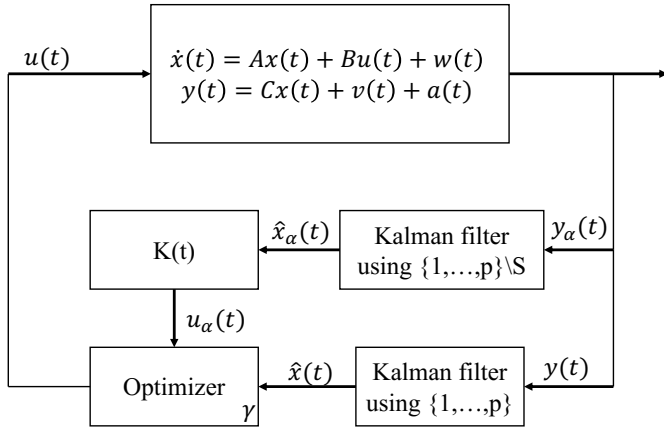 u(t)
ẋ(t) = Ax(t) + Bu(t) + w(t)
y(t) = Cx(t) + v(t) + a(t)
K(t)
x̂_α(t)
Kalman filter
using {1,…,p}\S
y_α(t)
u_α(t)
Optimizer
γ
x̂(t)
Kalman filter
using {1,…,p}
y(t)